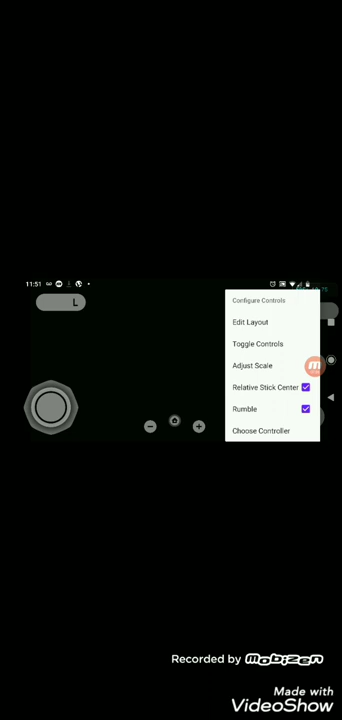 11:51
L
Configure Controls
Edit Layout
Toggle Controls
Adjust Scale
Relative Stick Center
Rumble
Choose Controller
Recorded by mobizen
Made with
VideoShow